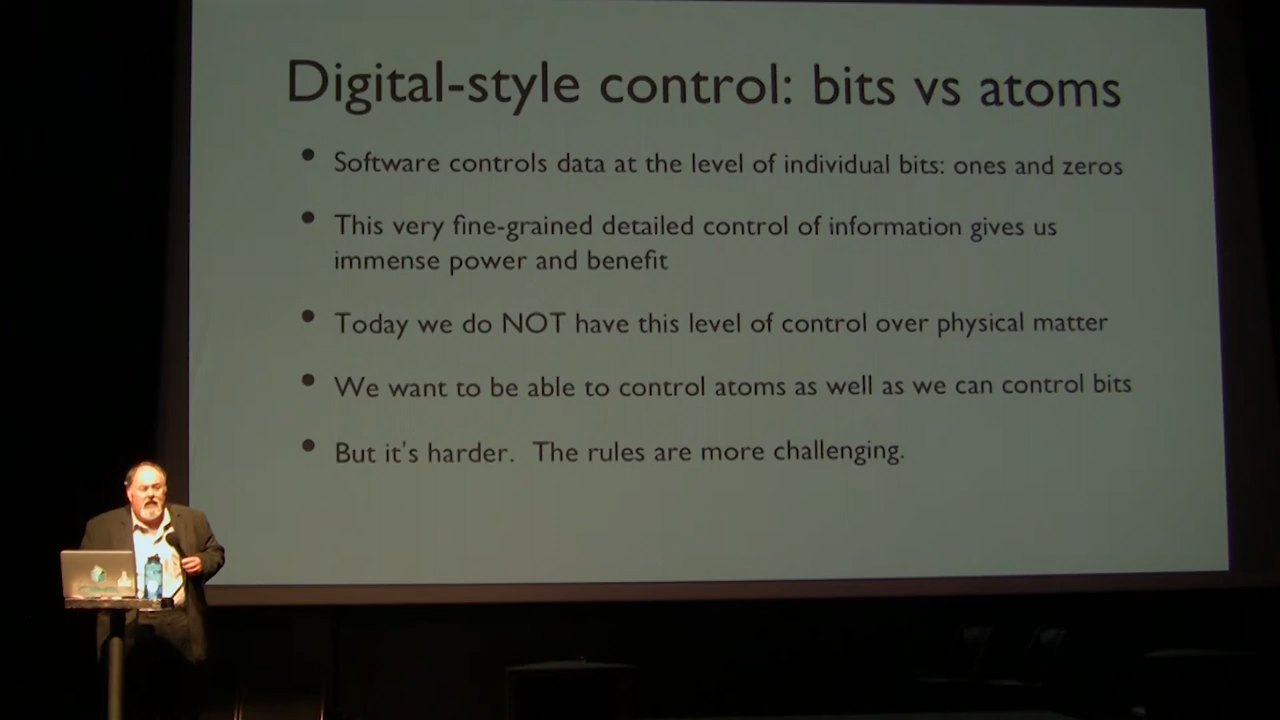 Digital-style control: bits vs atoms
• Software controls data at the level of individual bits: ones and zeros
• This very fine-grained detailed control of information gives us
immense power and benefit
• Today we do NOT have this level of control over physical matter
• We want to be able to control atoms as well as we can control bits
• But it's harder. The rules are more challenging.